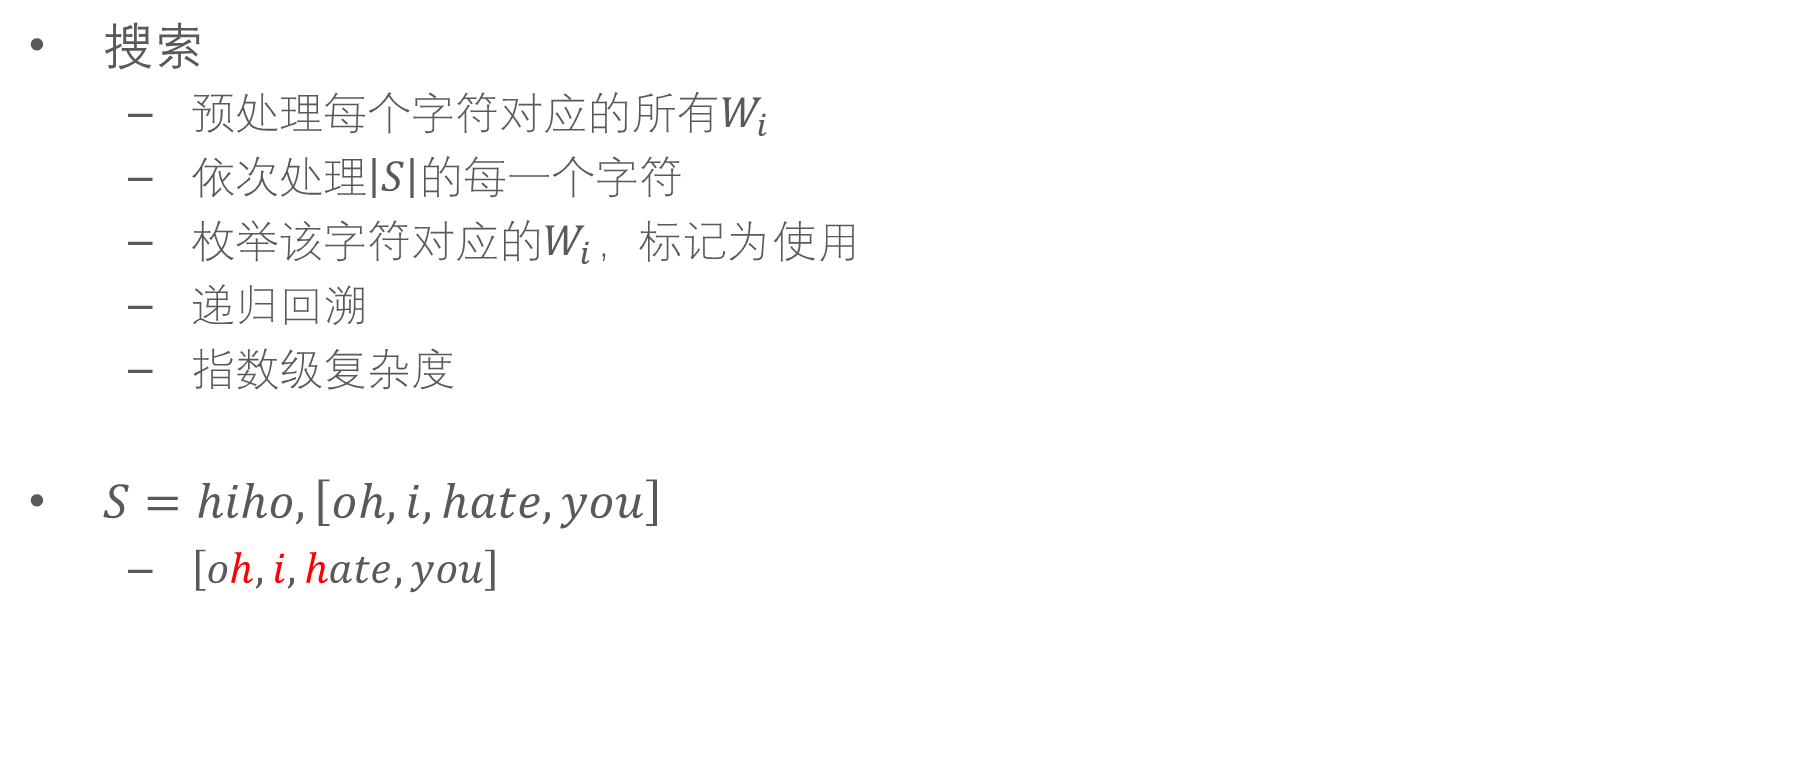 • 搜索
– 预处理每个字符对应的所有W_i
– 依次处理|S|的每一个字符
– 枚举该字符对应的W_i，标记为使用
– 递归回溯
– 指数级复杂度
• S = hiho, [oh, i, hate, you]
– [oh, i, hate, you]